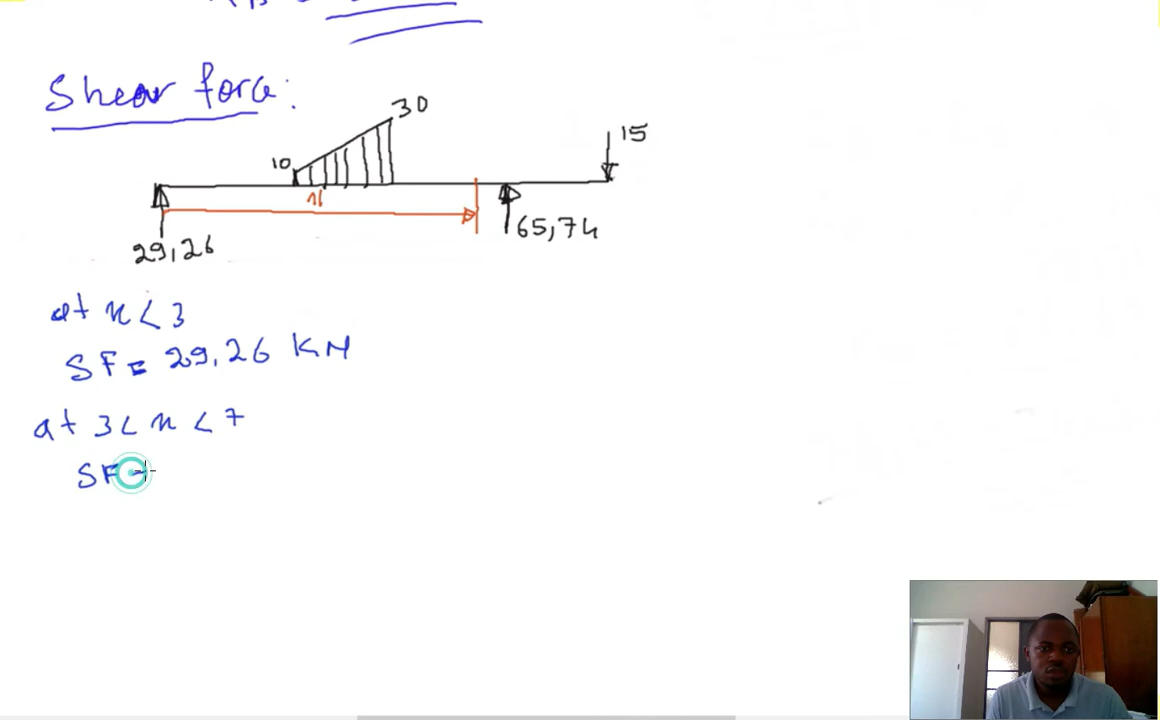 Shear force:
30
10
15
x
29,26
65,74
at x < 3
SF = 29,26 KN
at 3 < x < 7
SF =